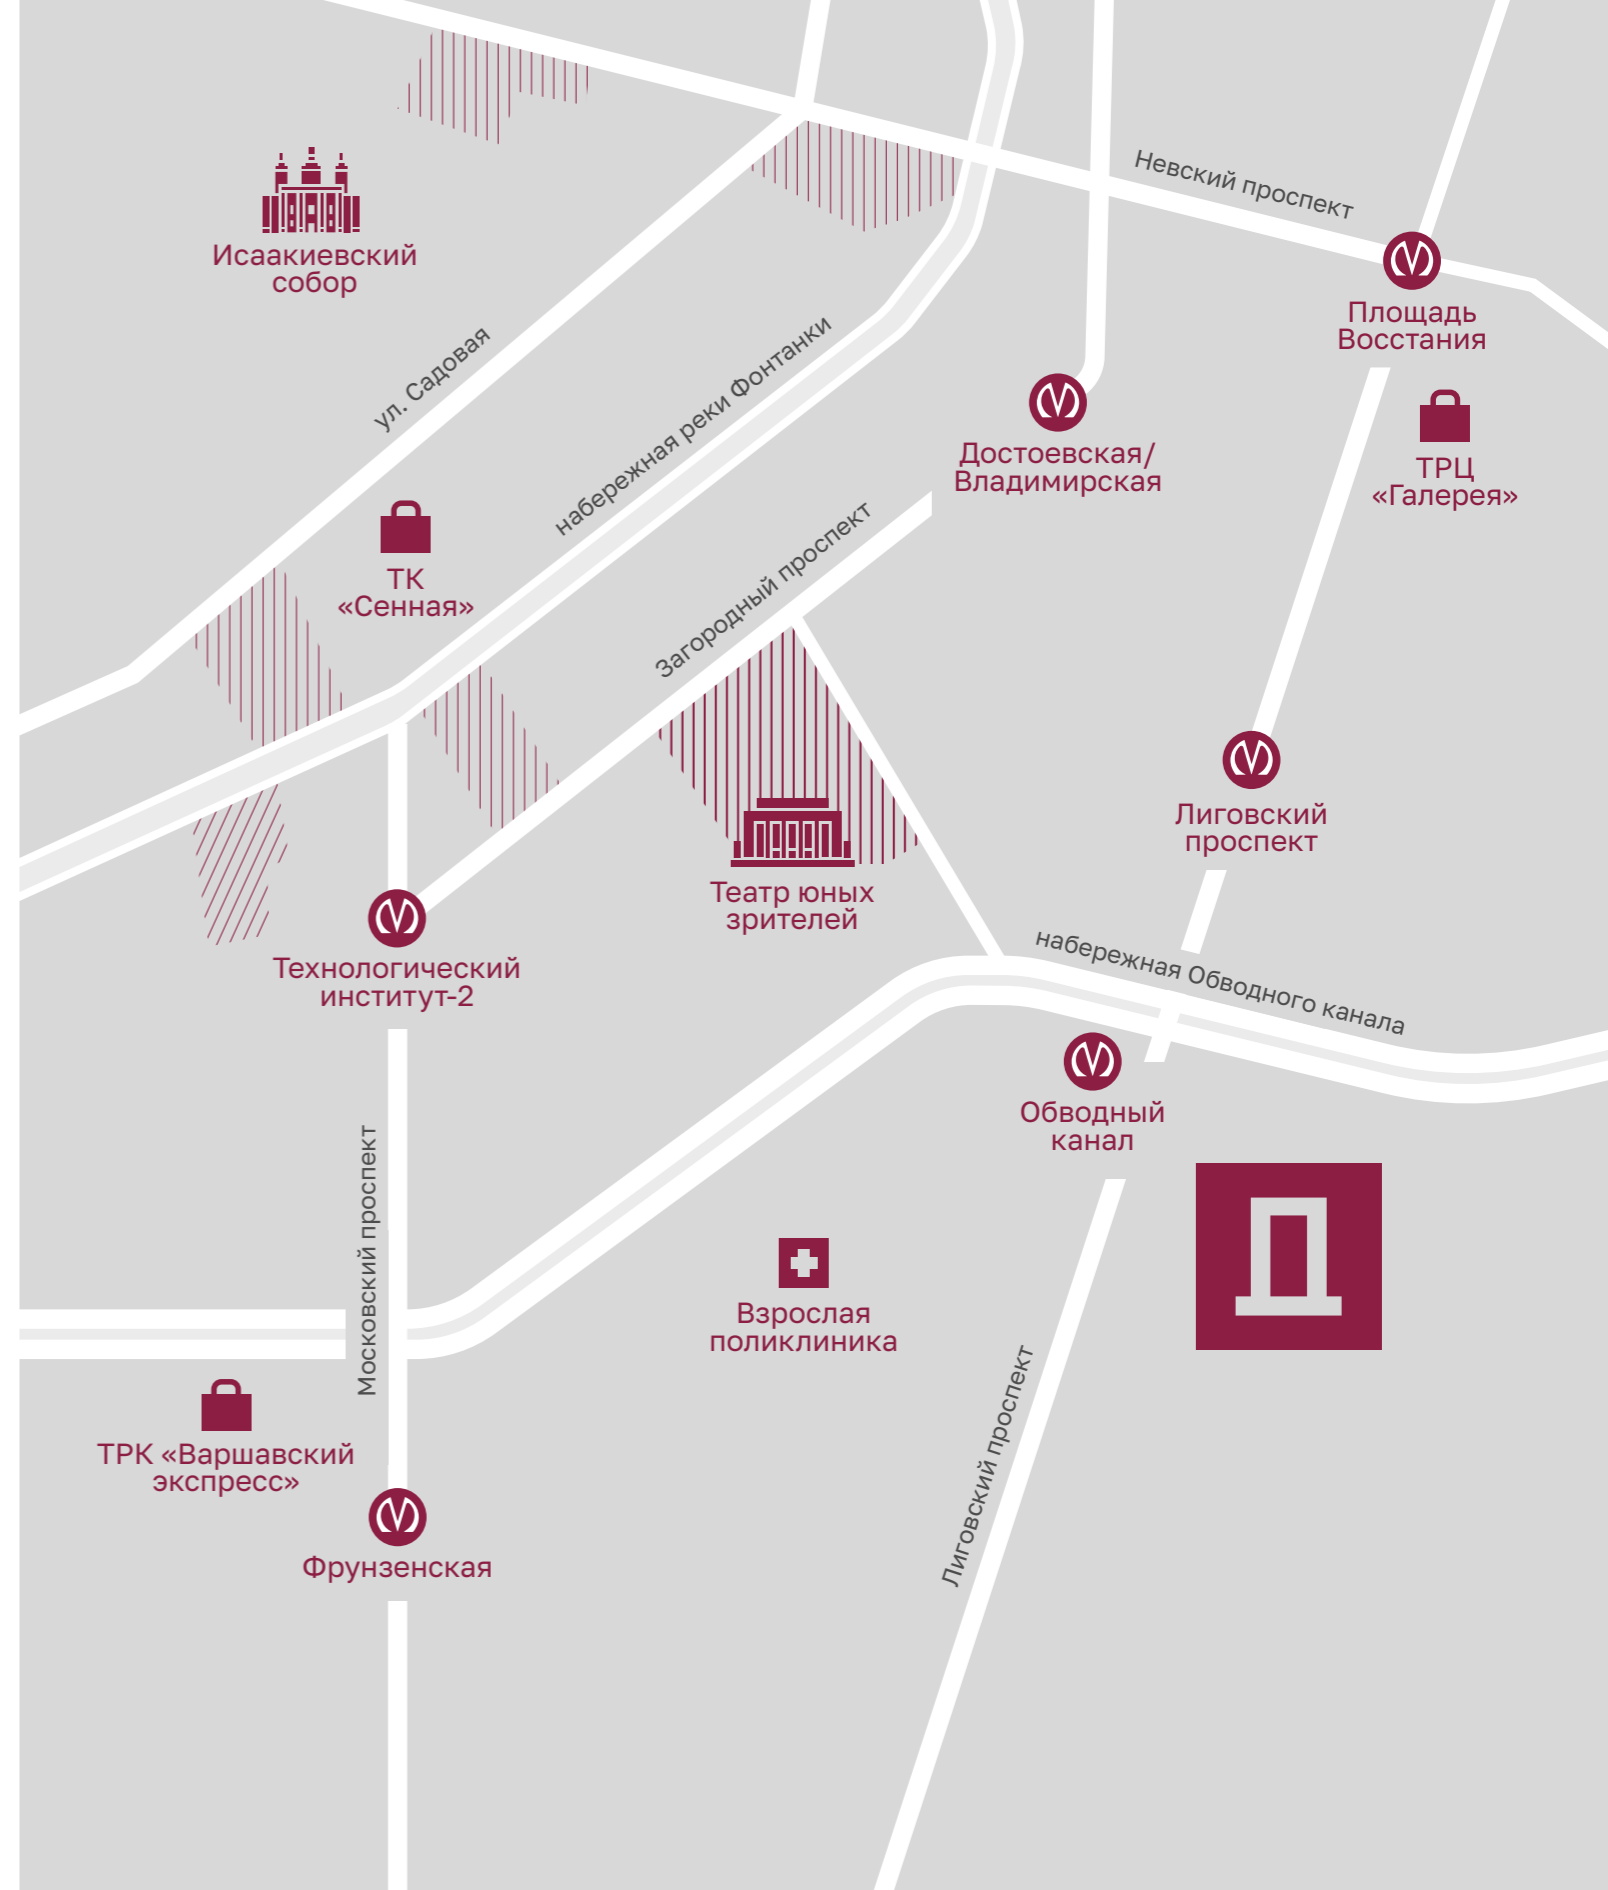 Невский проспект
Исаакиевский
собор
Площадь
Восстания
ул. Садовая
набережная реки Фонтанки
Достоевская/
Владимирская
ТРЦ
«Галерея»
ТК
«Сенная»
Загородный проспект
Лиговский
проспект
Театр юных
зрителей
Технологический
институт-2
набережная Обводного канала
Обводный
канал
Московский проспект
Д
Взрослая
поликлиника
Лиговский проспект
ТРК «Варшавский
экспресс»
Фрунзенская